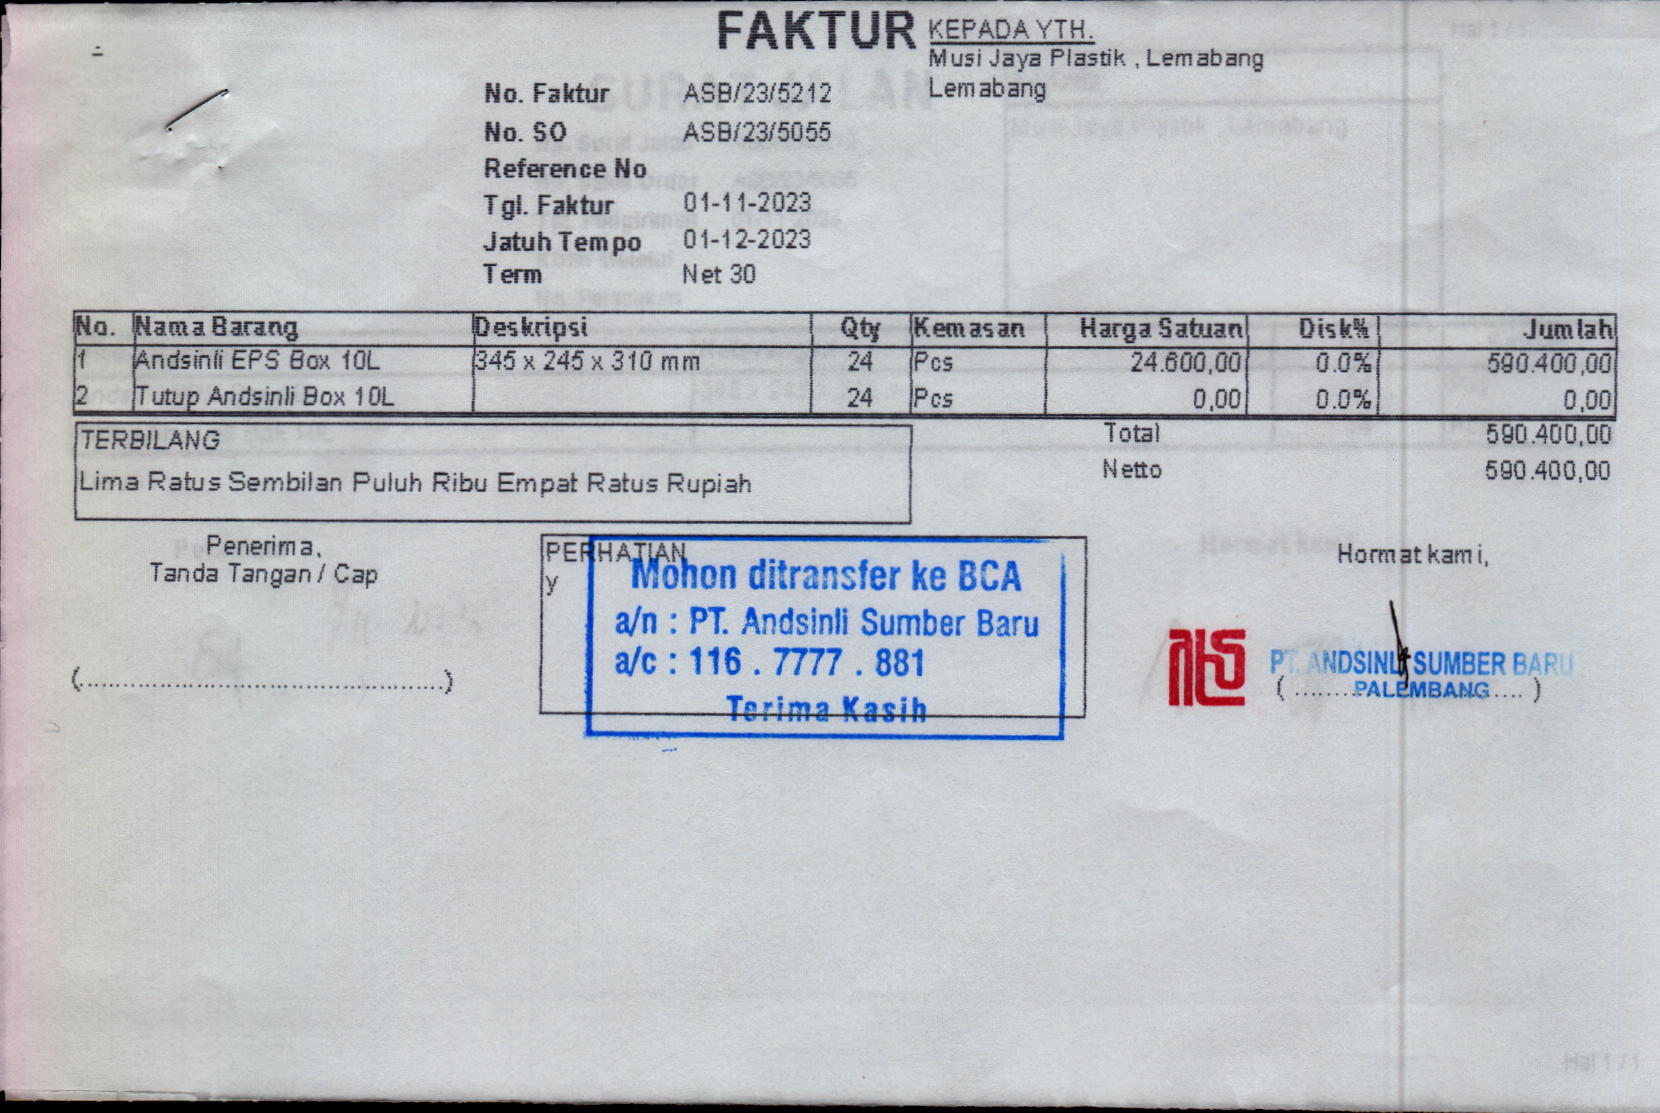 FAKTUR
KEPADA YTH.
Musi Jaya Plastik , Lemabang
Lemabang
No. Faktur ASB/23/5212
No. SO ASB/23/5055
Reference No
Tgl. Faktur 01-11-2023
Jatuh Tempo 01-12-2023
Term Net 30
No. Nama Barang Deskripsi Qty Kemasan Harga Satuan Disk% Jumlah
1 Andsinli EPS Box 10L 345 x 245 x 310 mm 24 Pcs 24.600,00 0.0% 590.400,00
2 Tutup Andsinli Box 10L 24 Pcs 0,00 0.0% 0,00
TERBILANG
Lima Ratus Sembilan Puluh Ribu Empat Ratus Rupiah
Total 590.400,00
Netto 590.400,00
Penerima,
Tanda Tangan / Cap
(..............................................)
PERHATIAN
y
Mohon ditransfer ke BCA
a/n : PT. Andsinli Sumber Baru
a/c : 116 . 7777 . 881
Terima Kasih
Hormat kami,
PT. ANDSINLI SUMBER BARU
PALEMBANG
Hal 1 / 1